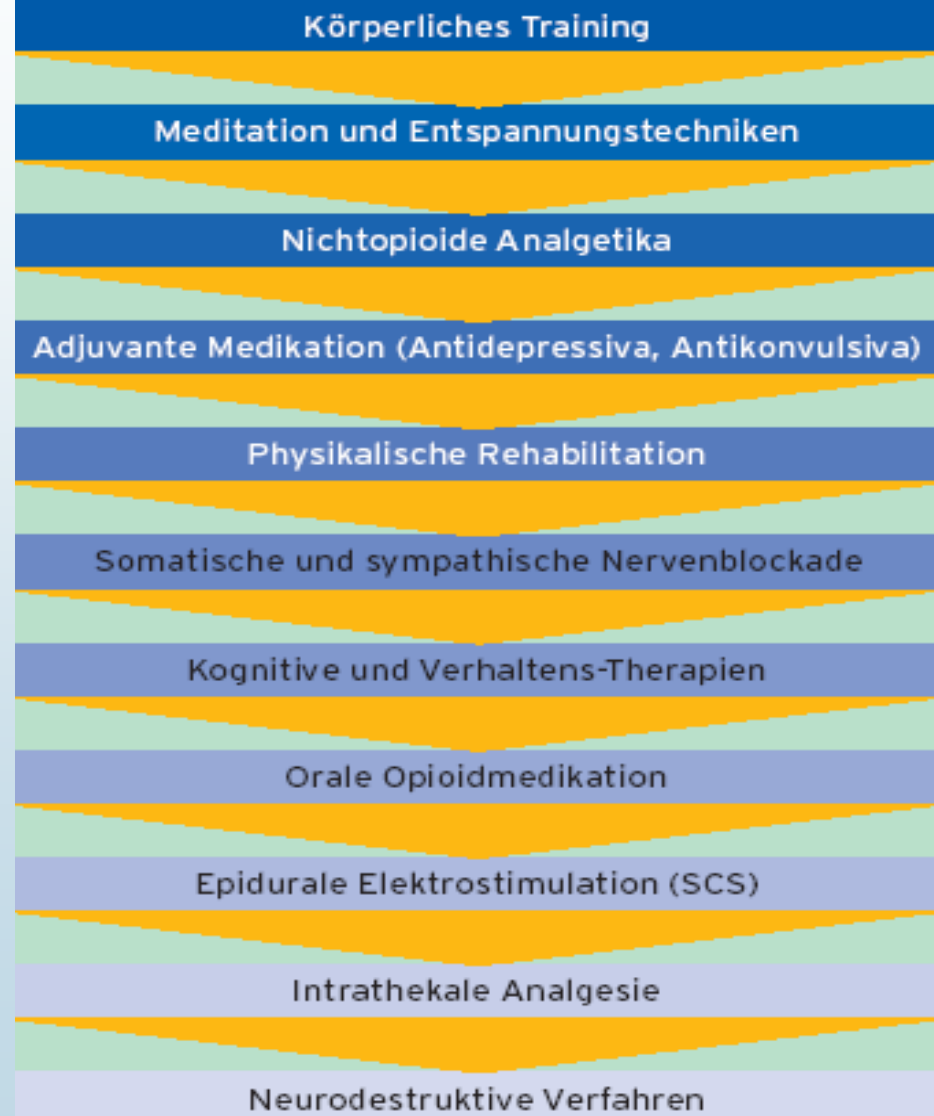 Körperliches Training
Meditation und Entspannungstechniken
Nichtopioide Analgetika
Adjuvante Medikation (Antidepressiva, Antikonvulsiva)
Physikalische Rehabilitation
Somatische und sympathische Nervenblockade
Kognitive und Verhaltens-Therapien
Orale Opioidmedikation
Epidurale Elektrostimulation (SCS)
Intrathekale Analgesie
Neurodestruktive Verfahren